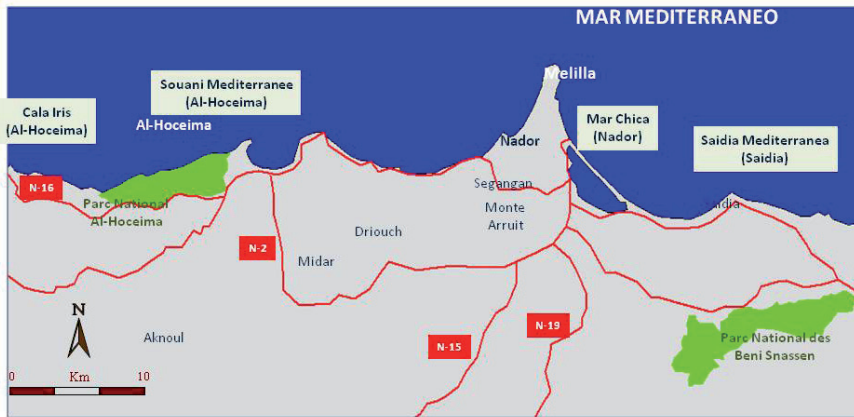 MAR MEDITERRANEO
Melilla
Souani Mediterranee
(Al-Hoceima)
Cala Iris
(Al-Hoceima)
Al-Hoceima
Mar Chica
(Nador)
Nador
Saidia Mediterranea
(Saidia)
N-16
Segangan
Parc National
Al-Hoceima
Monte
Arruit
Driouch
N-2
Midar
N
Aknoul
N-15
N-19
Parc National des
Beni Snassen
0 Km 10